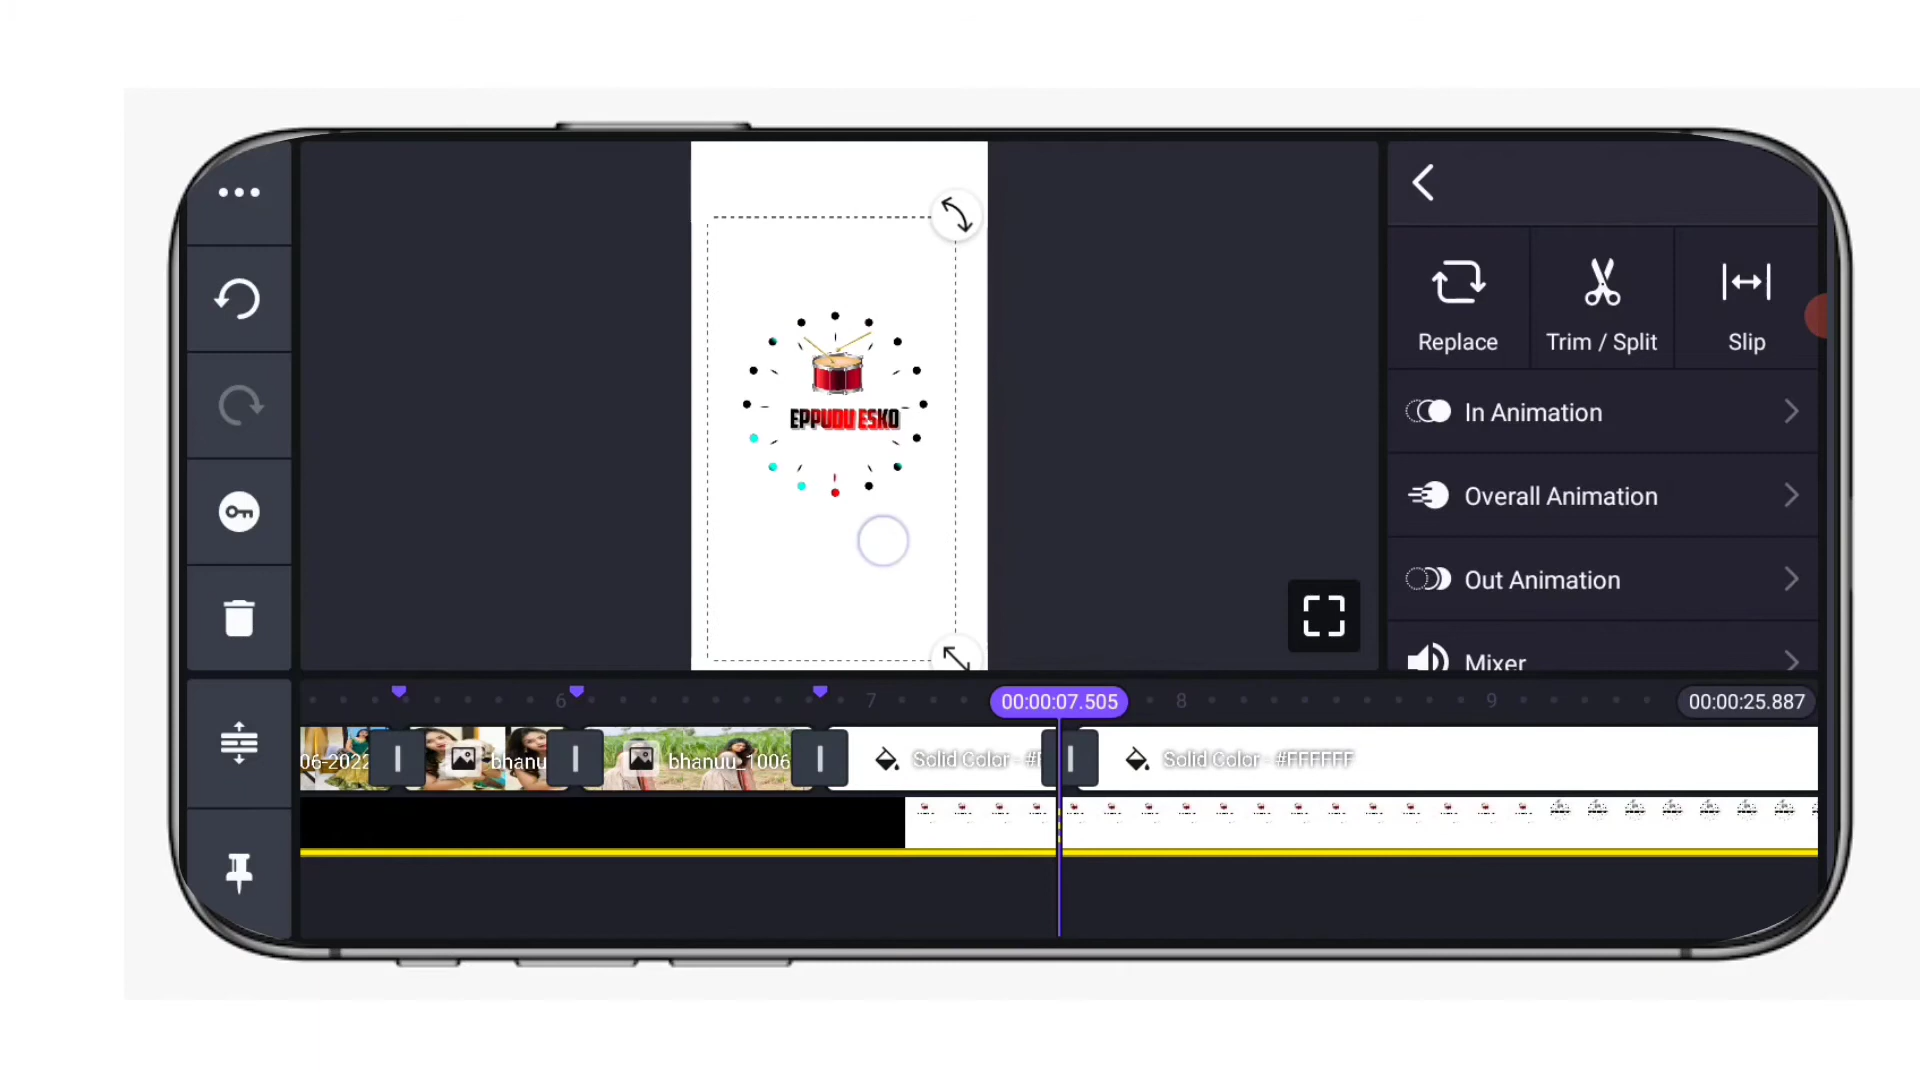 EPPUDU ESKO
Replace
Trim / Split
Slip
In Animation
Overall Animation
Out Animation
Mixer
6
7
00:00:07.505
8
9
00:00:25.887
06-2022
bhanu
bhanuu_1006
Solid Color - #F
Solid Color - #FFFFFF